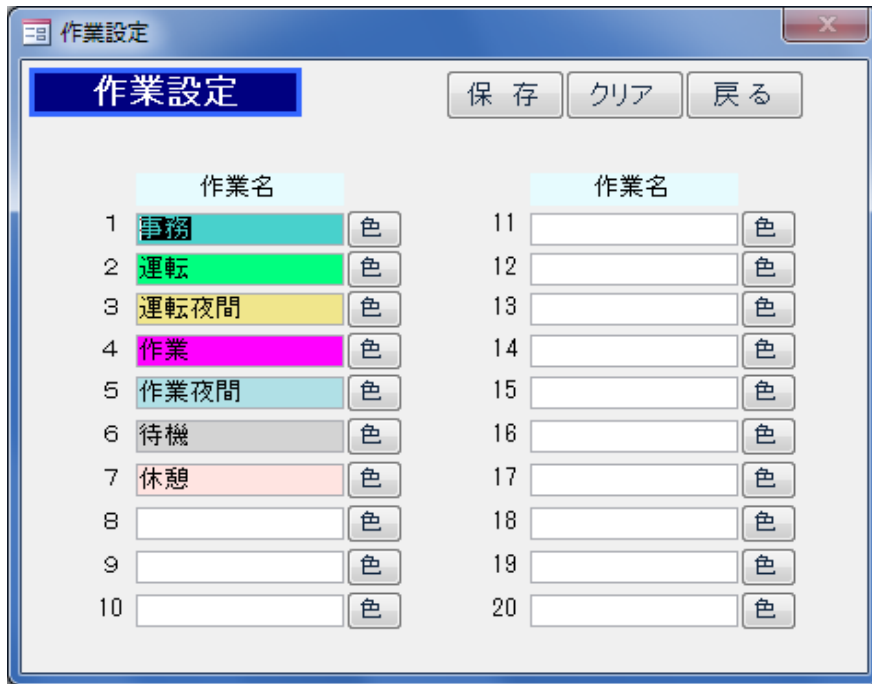 作業設定
作業設定
保 存 クリア 戻 る
作業名 作業名
1 事務 色 11 色
2 運転 色 12 色
3 運転夜間 色 13 色
4 作業 色 14 色
5 作業夜間 色 15 色
6 待機 色 16 色
7 休憩 色 17 色
8 色 18 色
9 色 19 色
10 色 20 色